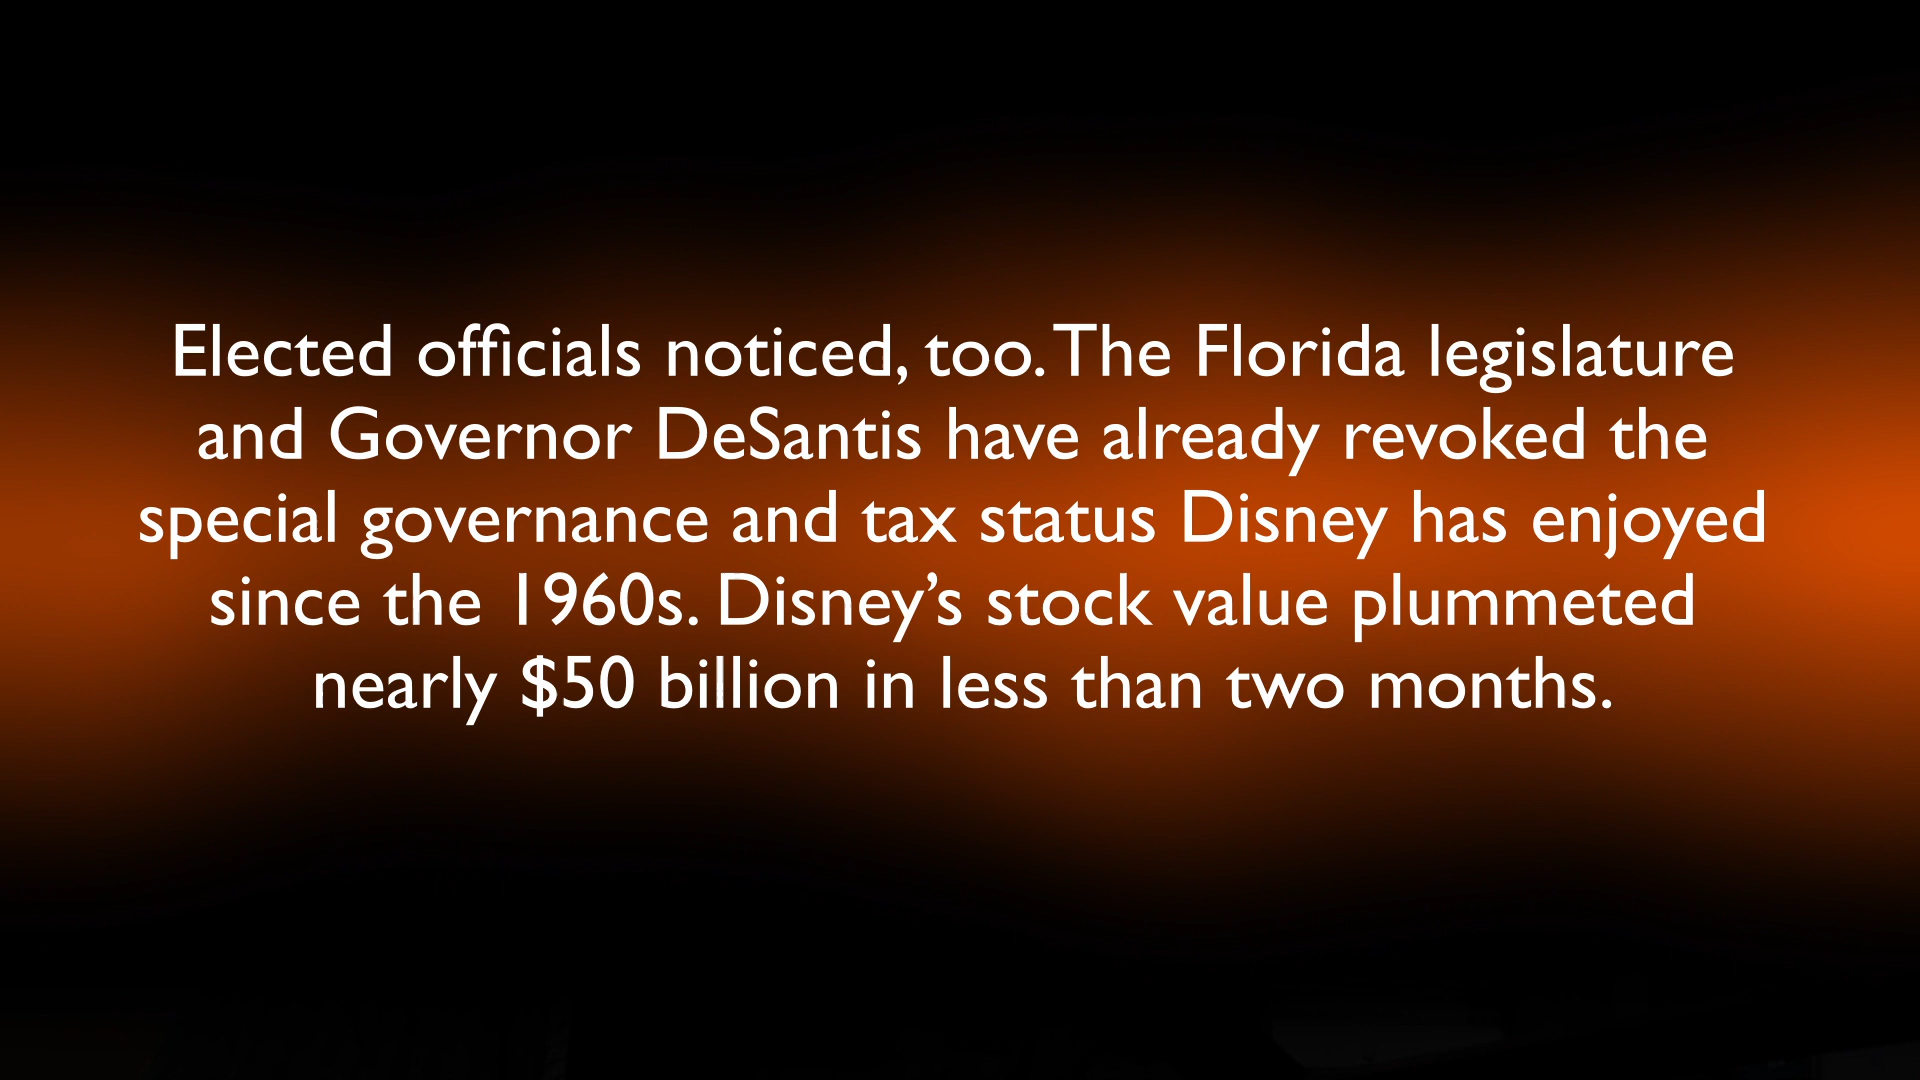 Elected officials noticed, too. The Florida legislature
and Governor DeSantis have already revoked the
special governance and tax status Disney has enjoyed
since the 1960s. Disney’s stock value plummeted
nearly $50 billion in less than two months.